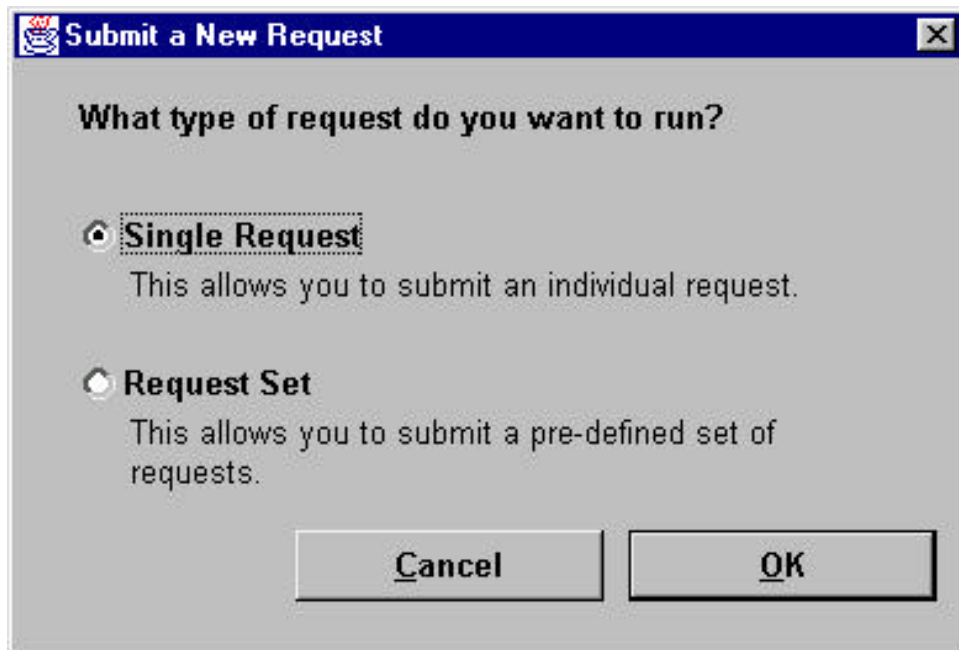 Submit a New Request
What type of request do you want to run?
Single Request
This allows you to submit an individual request.
Request Set
This allows you to submit a pre-defined set of
requests.
Cancel
OK